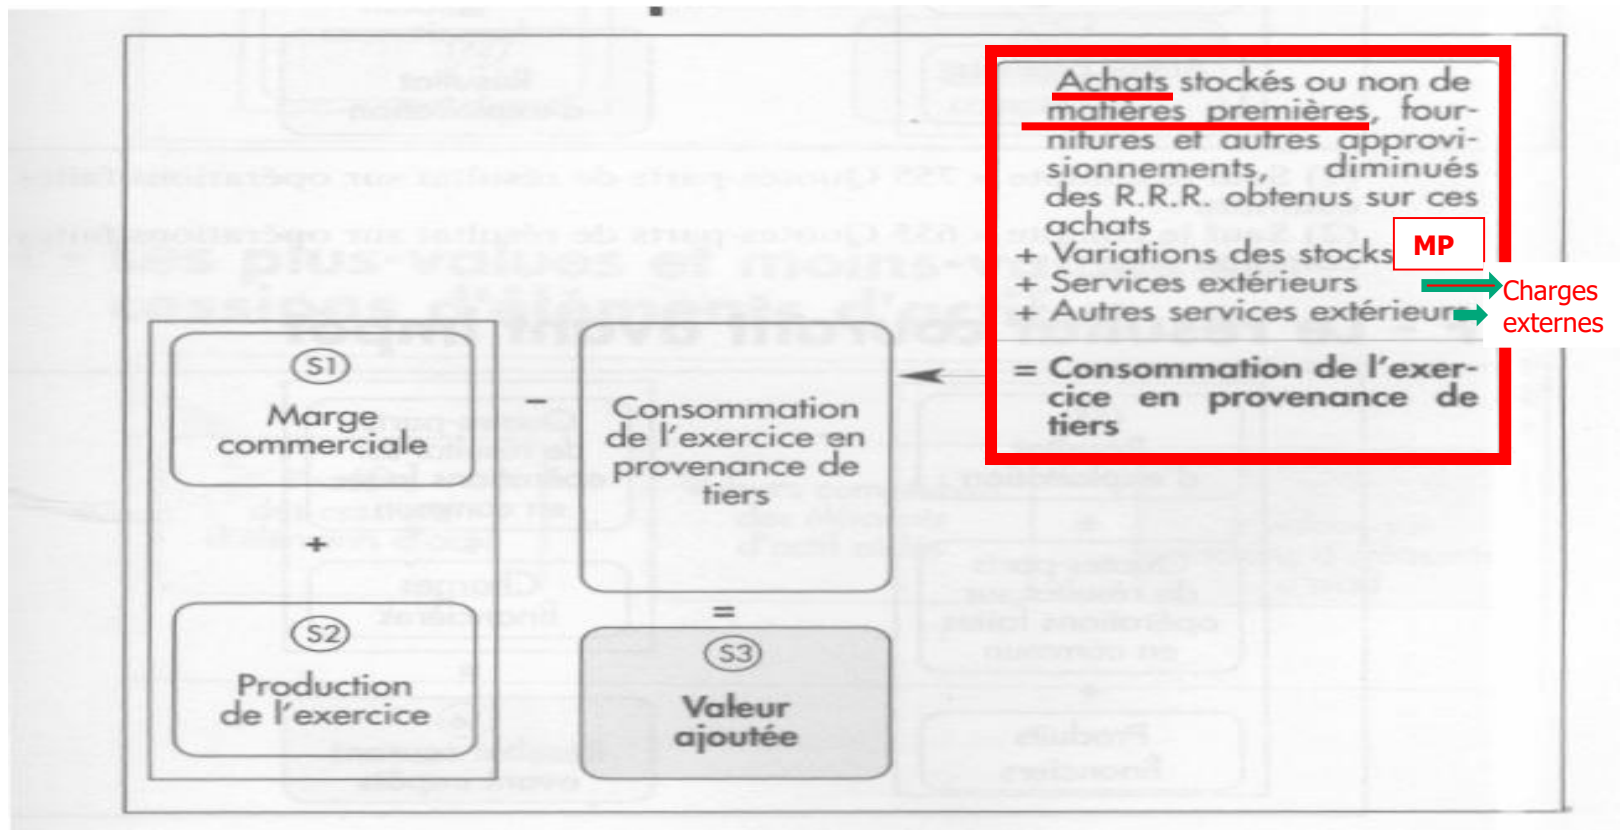 Achats stockés ou non de
matières premières, four-
nitures et autres approvi-
sionnements, diminués
des R.R.R. obtenus sur ces
achats
+ Variations des stocks
MP
+ Services extérieurs
+ Autres services extérieurs
Charges
externes
= Consommation de l'exer-
cice en provenance de
tiers
S1
Marge
commerciale
+
S2
Production
de l'exercice
-
Consommation
de l'exercice en
provenance de
tiers
=
S3
Valeur
ajoutée